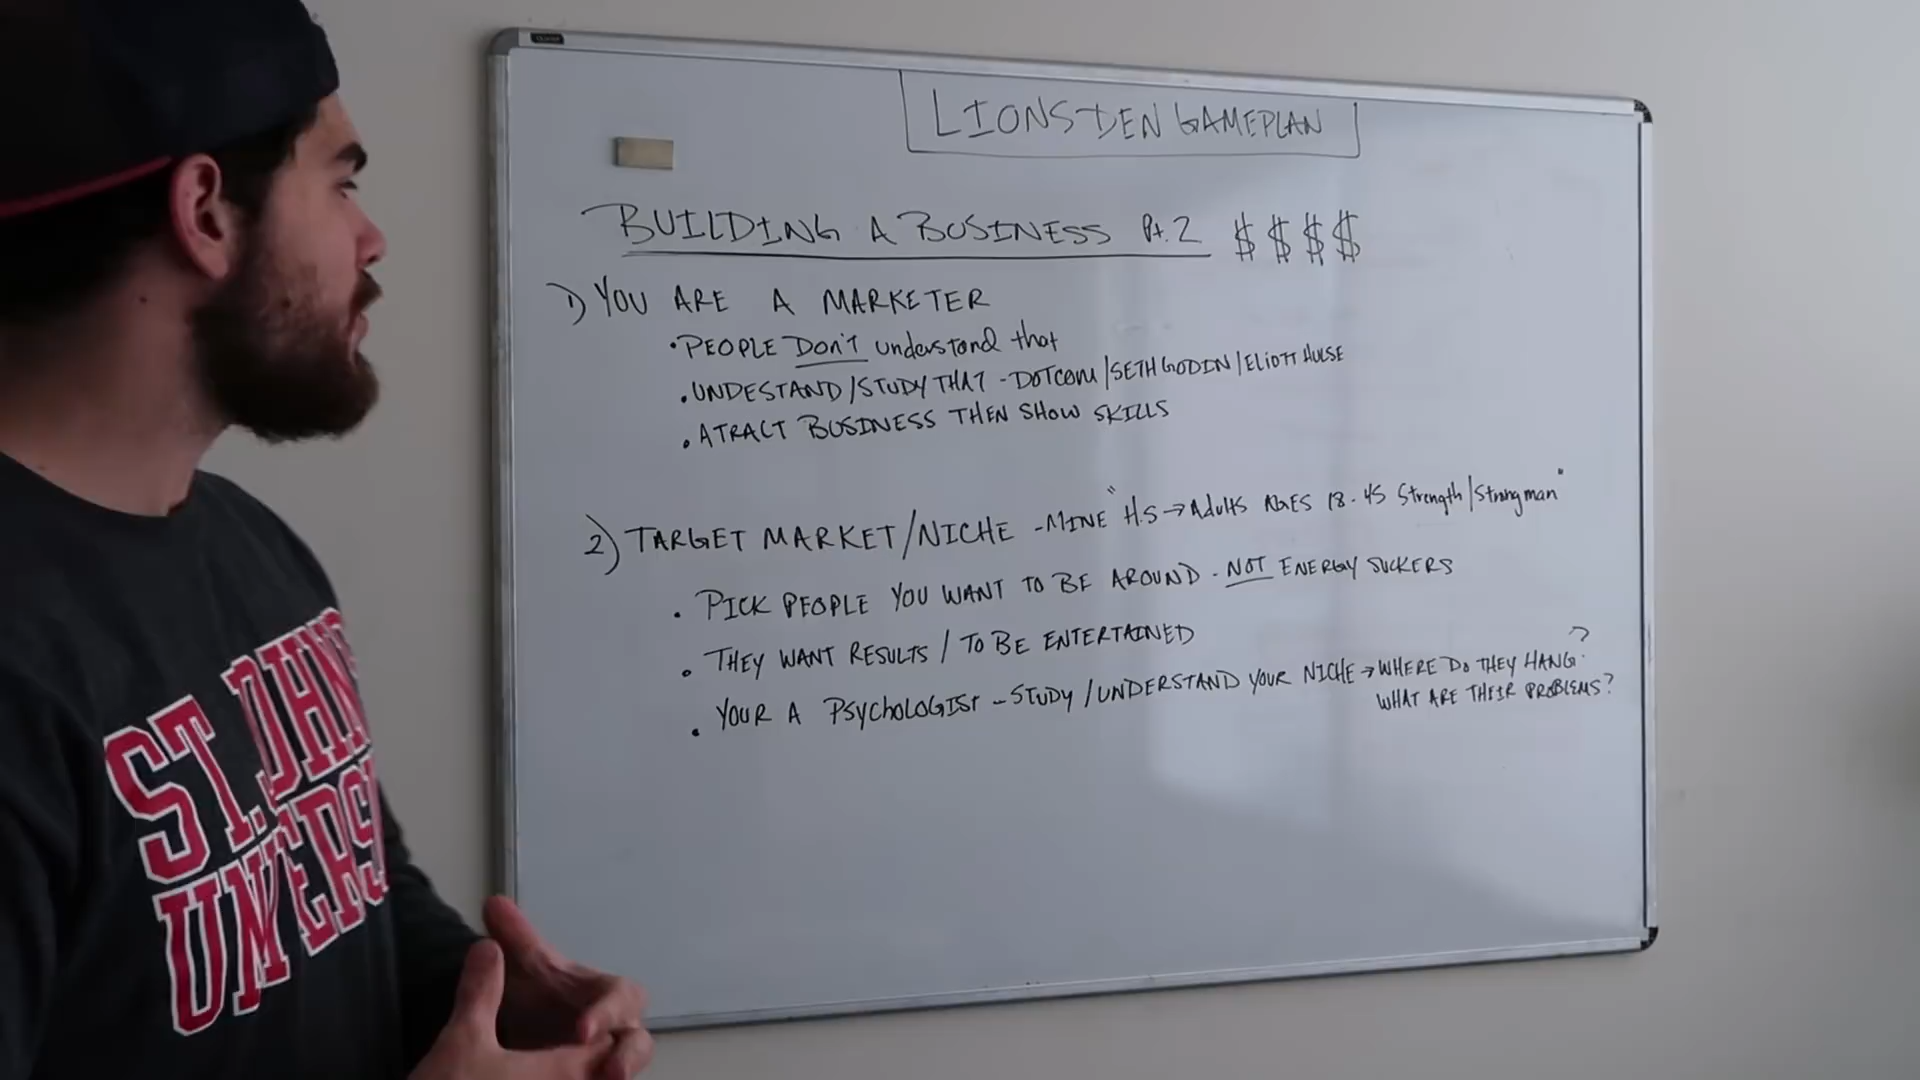 LIONSDEN GAMEPLAN
BUILDING A BUSINESS Pt. 2 $ $ $ $
1) YOU ARE A MARKETER
• PEOPLE DON'T understand that
• UNDESTAND/STUDY THAT - DOTCOM/SETH GODIN/ELIOTT HULSE
• ATRACT BUSINESS THEN SHOW SKILLS
2) TARGET MARKET/NICHE - MINE "H.S → Adults AGES 18-45 Strength/Strongman"
• PICK PEOPLE YOU WANT TO BE AROUND - NOT ENERGY SUCKERS
• THEY WANT RESULTS / TO BE ENTERTAINED
• YOUR A PSYCHOLOGIST - STUDY/UNDERSTAND YOUR NICHE → WHERE DO THEY HANG?
WHAT ARE THEIR PROBLEMS?
ST. JOHN'S
UNIVERSI